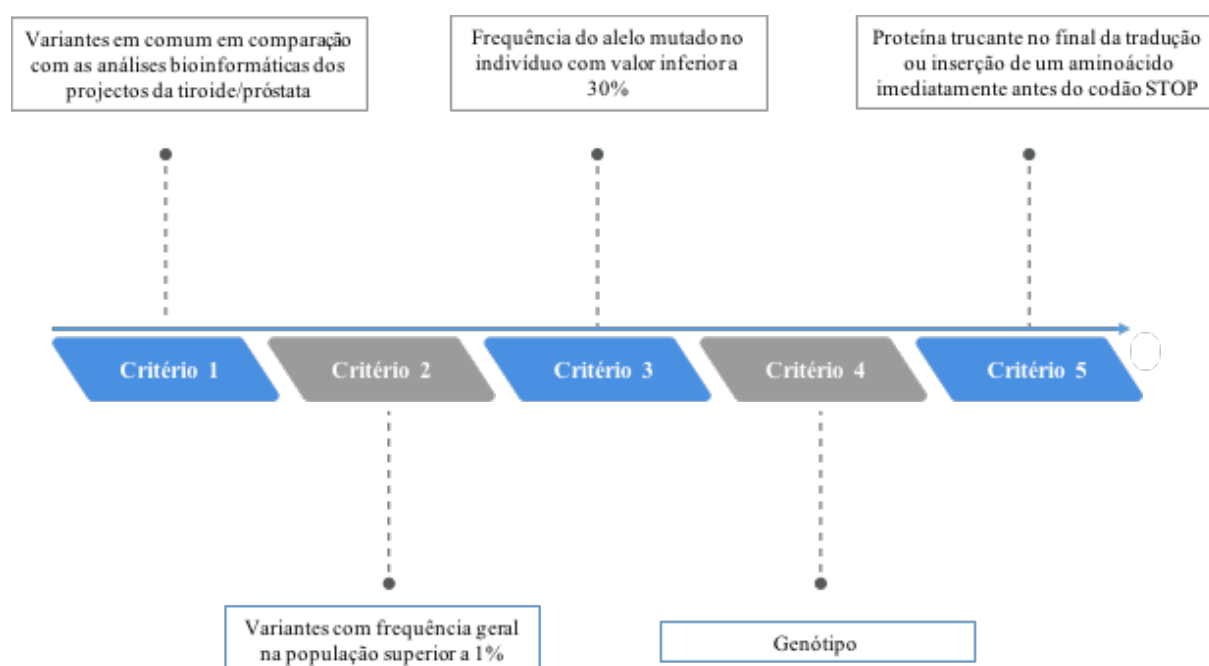 Variantes em comum em comparação
com as análises bioinformáticas dos
projectos da tiroide/próstata
Frequência do alelo mutado no
indivíduo com valor inferior a
30%
Proteína trucante no final da tradução
ou inserção de um aminoácido
imediatamente antes do codão STOP
Critério 1
Critério 2
Critério 3
Critério 4
Critério 5
Variantes com frequência geral
na população superior a 1%
Genótipo